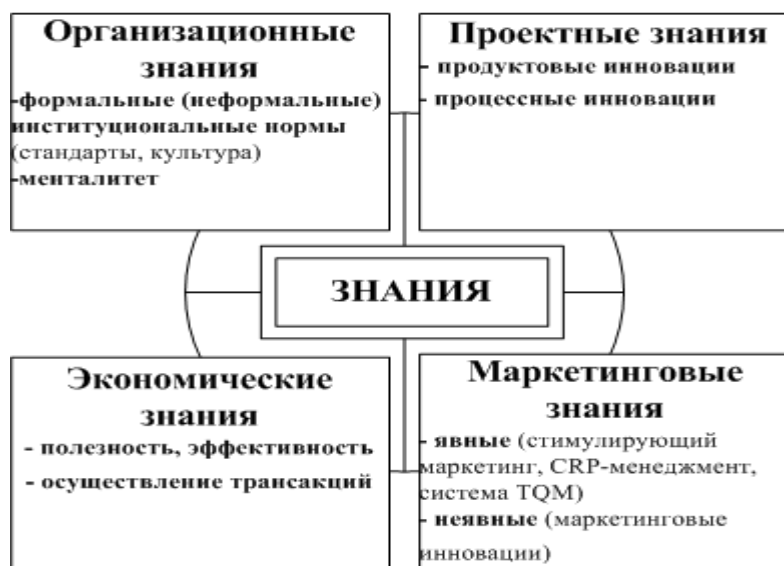 Организационные
знания
-формальные (неформальные)
институциональные нормы
(стандарты, культура)
-менталитет
Проектные знания
- продуктовые инновации
- процессные инновации
ЗНАНИЯ
Экономические
знания
- полезность, эффективность
- осуществление трансакций
Маркетинговые
знания
- явные (стимулирующий
маркетинг, CRP-менеджмент,
система TQM)
- неявные (маркетинговые
инновации)